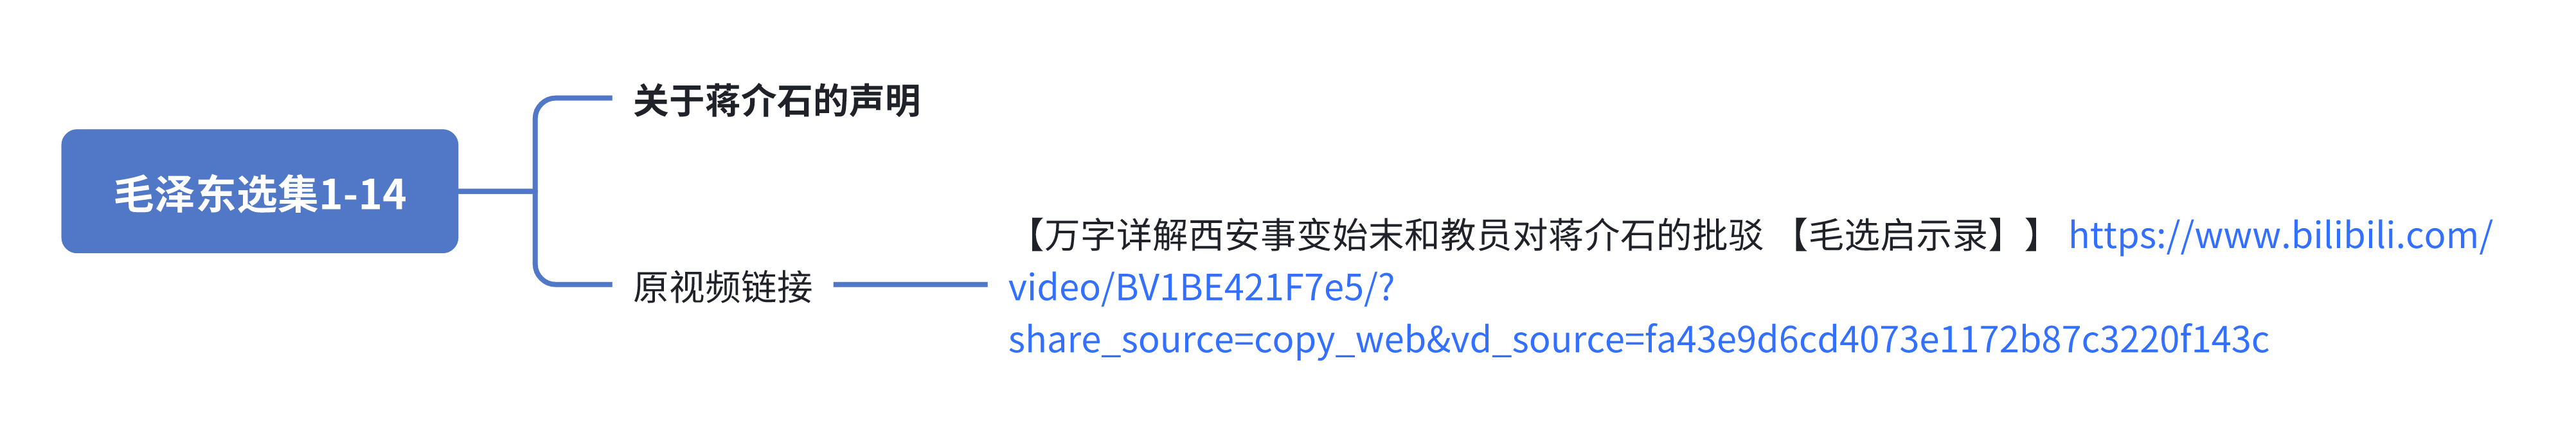 关于蒋介石的声明
毛泽东选集1-14
【万字详解西安事变始末和教员对蒋介石的批驳 【毛选启示录】】 https://www.bilibili.com/
原视频链接
video/BV1BE421F7e5/?
share_source=copy_web&vd_source=fa43e9d6cd4073e1172b87c3220f143c